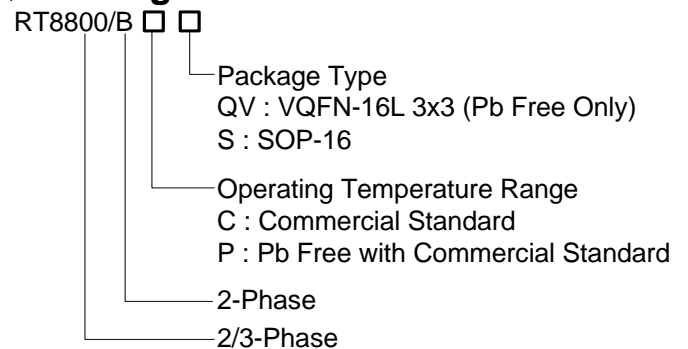 RT8800/B
Package Type
QV : VQFN-16L 3x3 (Pb Free Only)
S : SOP-16
Operating Temperature Range
C : Commercial Standard
P : Pb Free with Commercial Standard
2-Phase
2/3-Phase